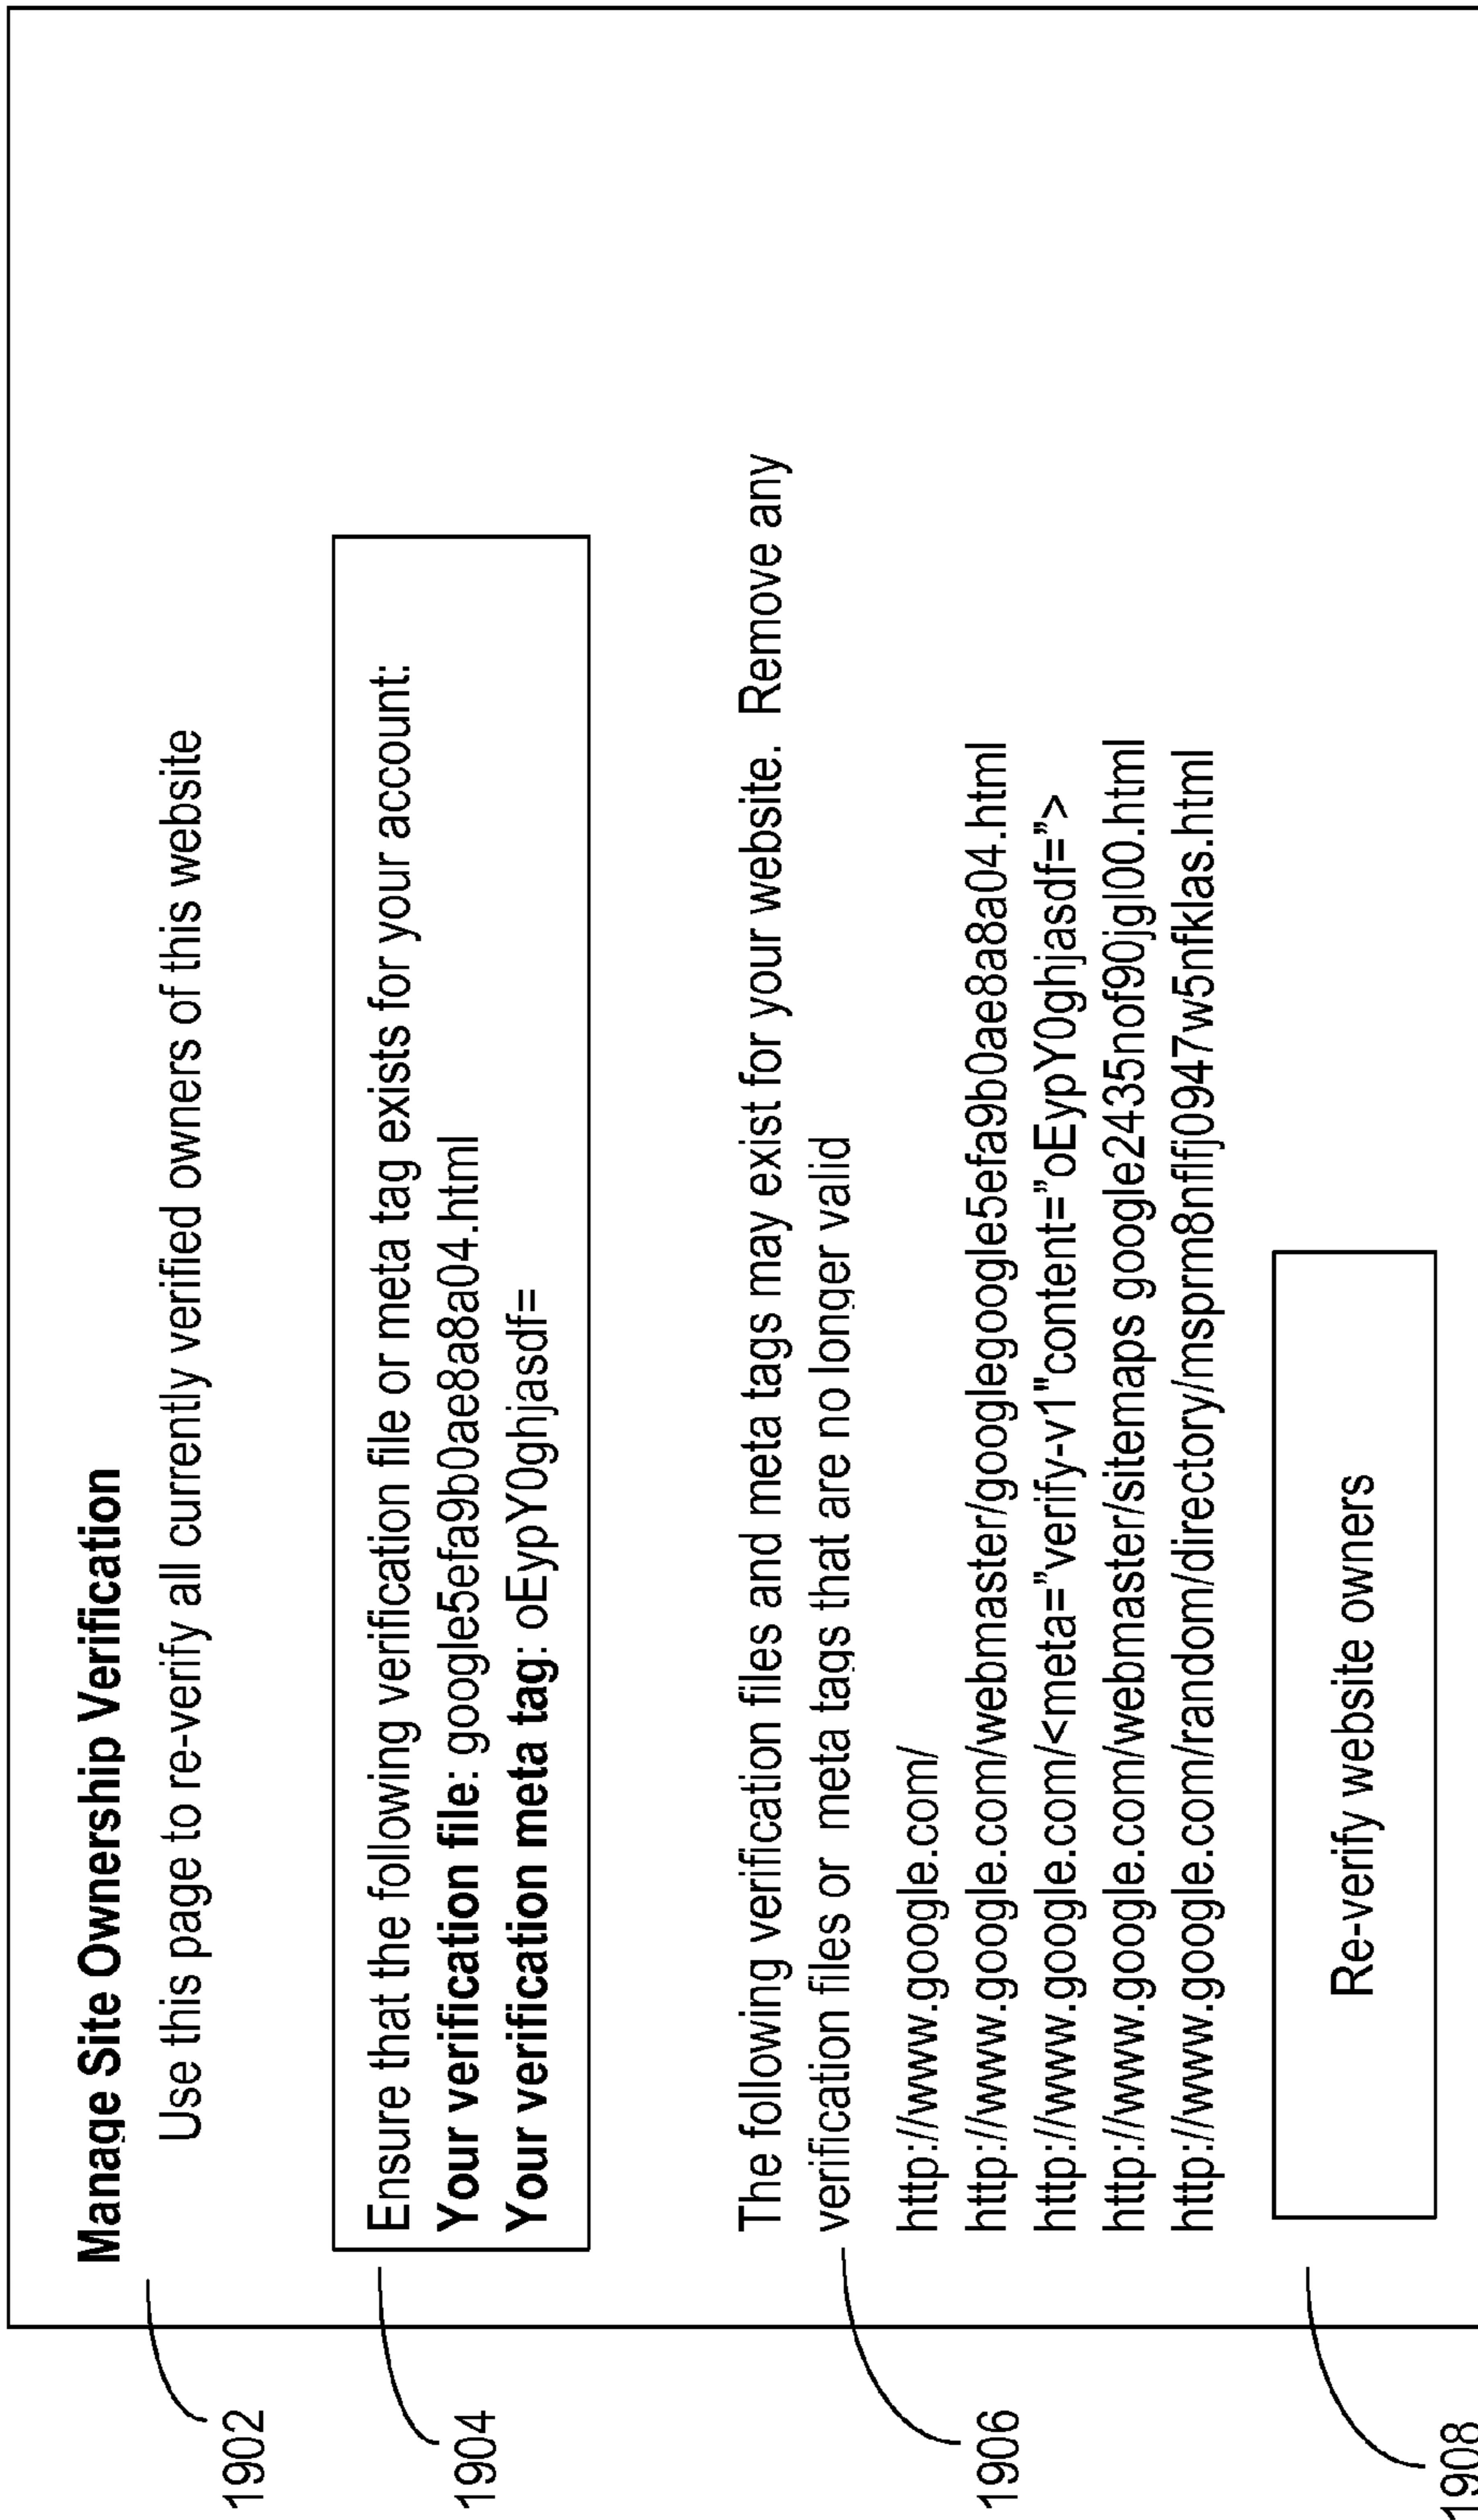 Manage Site Ownership Verification
Use this page to re-verify all currently verified owners of this website
1902
Ensure that the following verification file or meta tag exists for your account:
Your verification file: google5efa9b0ae8a8a04.html
Your verification meta tag: oEypY0ghjasdf=
1904
The following verification files and meta tags may exist for your website. Remove any
verification files or meta tags that are no longer valid
1906
http://www.google.com/
http://www.google.com/webmaster/googlegoogle5efa9b0ae8a8a04.html
http://www.google.com/<meta=”verify-v1"content=”oEypY0ghjasdf=”>
http://www.google.com/webmaster/sitemaps google2435nof90jgl00.html
http://www.google.com/random/directory/msprm8nflfij0947w5nfklas.html
Re-verify website owners
1908